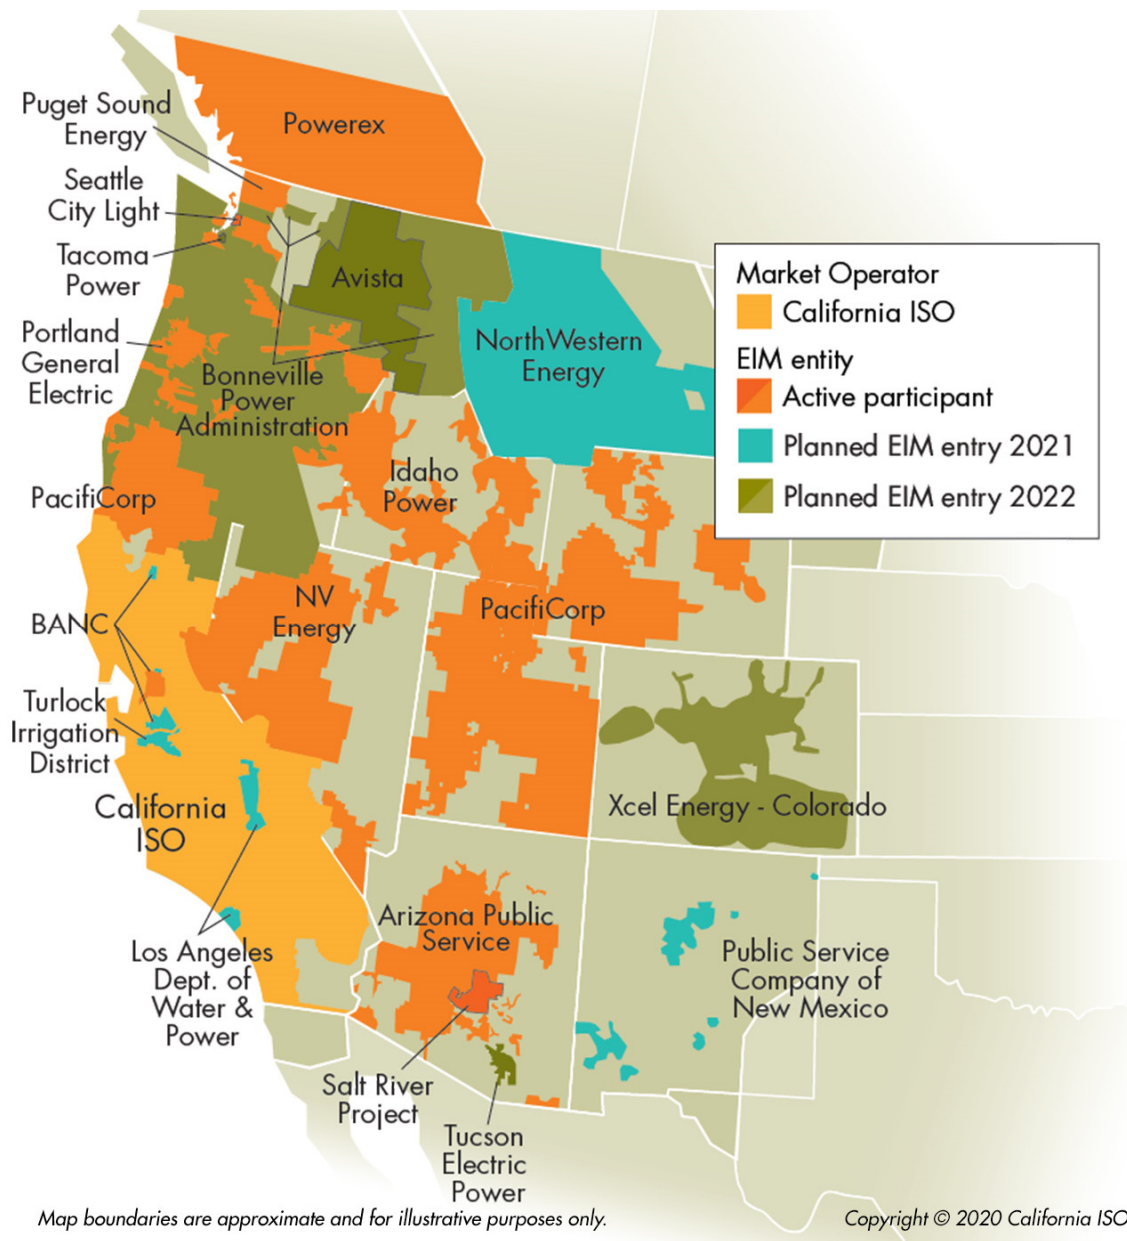 Puget Sound
Energy
Powerex
Seattle
City Light
Tacoma
Power
Avista
Market Operator
California ISO
EIM entity
Active participant
Planned EIM entry 2021
Planned EIM entry 2022
Portland
General
Electric
NorthWestern
Energy
Bonneville
Power
Administration
Idaho
Power
PacifiCorp
NV
Energy
PacifiCorp
BANC
Turlock
Irrigation
District
California
ISO
Xcel Energy - Colorado
Arizona Public
Service
Los Angeles
Dept. of
Water &
Power
Public Service
Company of
New Mexico
Salt River
Project
Tucson
Electric
Power
Map boundaries are approximate and for illustrative purposes only.
Copyright © 2020 California ISO